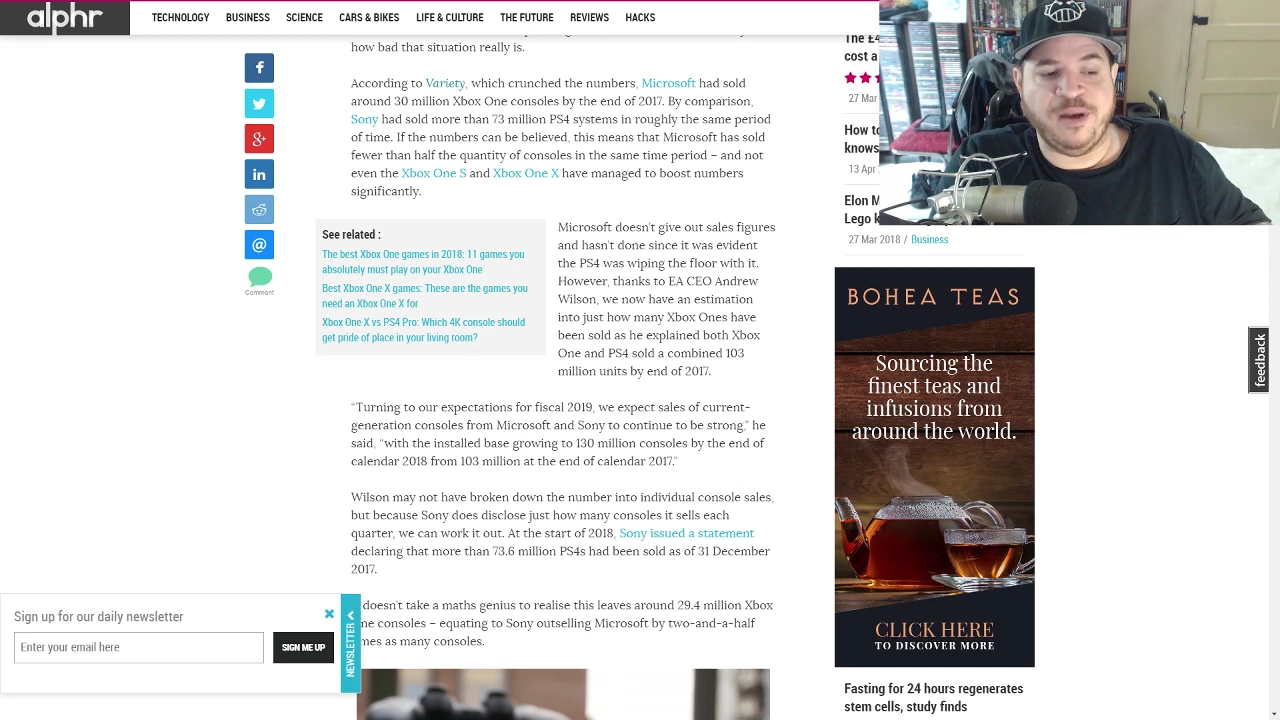 alphr
TECHNOLOGY BUSINESS SCIENCE CARS & BIKES LIFE & CULTURE THE FUTURE REVIEWS HACKS
how bad that situation really is.
According to Variety, which crunched the numbers, Microsoft had sold
around 30 million Xbox One consoles by the end of 2017. By comparison,
Sony had sold more than 73 million PS4 systems in roughly the same period
of time. If the numbers can be believed, this means that Microsoft has sold
fewer than half the quantity of consoles in the same time period – and not
even the Xbox One S and Xbox One X have managed to boost numbers
significantly.
See related :
The best Xbox One games in 2018: 11 games you
absolutely must play on your Xbox One
Best Xbox One X games: These are the games you
need an Xbox One X for
Xbox One X vs PS4 Pro: Which 4K console should
get pride of place in your living room?
Microsoft doesn't give out sales figures
and hasn't done since it was evident
the PS4 was wiping the floor with it.
However, thanks to EA CEO Andrew
Wilson, we now have an estimation
into just how many Xbox Ones have
been sold as he explained both Xbox
One and PS4 sold a combined 103
million units by end of 2017.
“Turning to our expectations for fiscal 2019, we expect sales of current-
generation consoles from Microsoft and Sony to continue to be strong,” he
said, “with the installed base growing to 130 million consoles by the end of
calendar 2018 from 103 million at the end of calendar 2017.”
Wilson may not have broken down the number into individual console sales,
but because Sony does disclose just how many consoles it sells each
quarter, we can work it out. At the start of 2018, Sony issued a statement
declaring that more than 73.6 million PS4s had been sold as of 31 December
2017.
doesn't take a maths genius to realise this leaves around 29.4 million Xbox
consoles – equating to Sony outselling Microsoft by two-and-a-half
as many consoles.
Comment
Sign up for our daily newsletter
Enter your email here
SIGN ME UP
NEWSLETTER
The £4
cost a
27 Mar
How to
knows
13 Apr
Elon M
Lego k
27 Mar 2018 / Business
BOHEA TEAS
Sourcing the
finest teas and
infusions from
around the world.
CLICK HERE
TO DISCOVER MORE
Fasting for 24 hours regenerates
stem cells, study finds
feedback